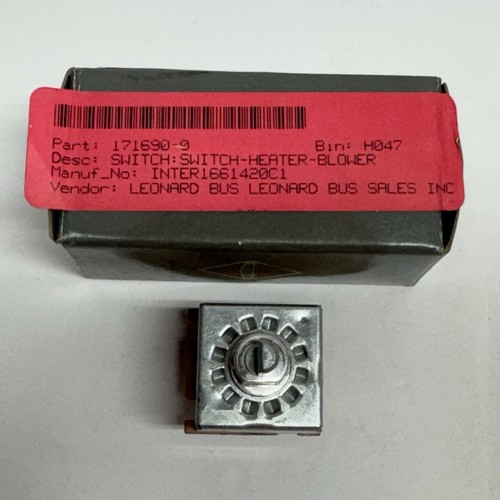 Part: 171690-9 Bin: H047
Desc: SWITCH:SWITCH-HEATER-BLOWER
Manuf_No: INTER1661420C1
Vendor: LEONARD BUS LEONARD BUS SALES INC